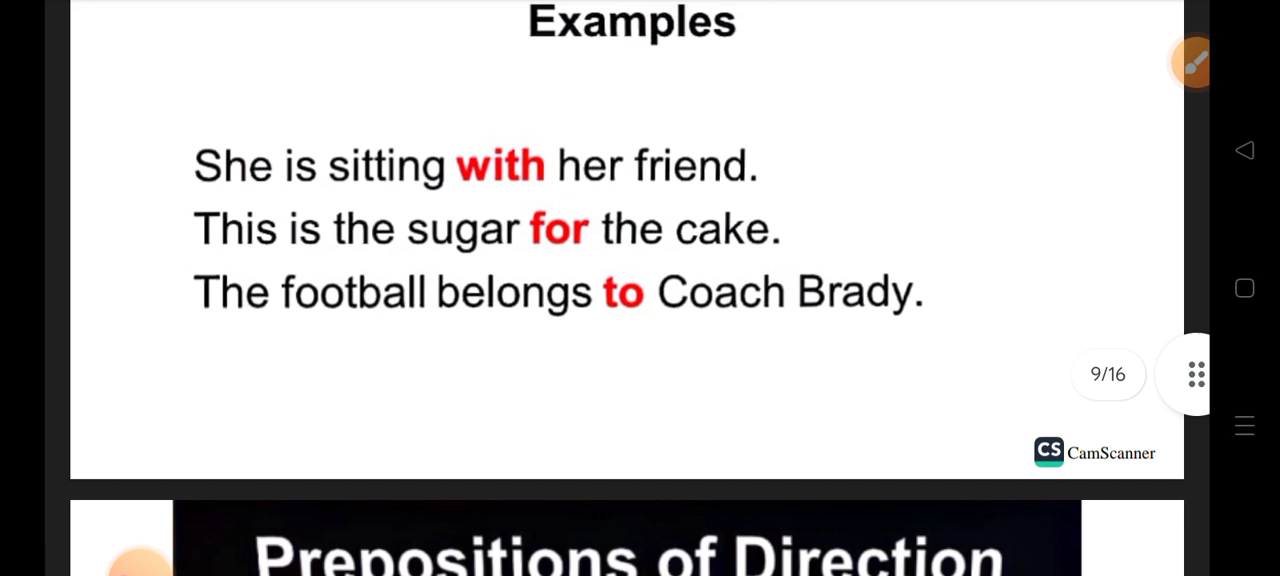 Examples
She is sitting with her friend.
This is the sugar for the cake.
The football belongs to Coach Brady.
9/16
CS CamScanner
Prepositions of Direction